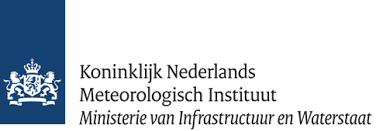 Koninklijk Nederlands
Meteorologisch Instituut
Ministerie van Infrastructuur en Waterstaat